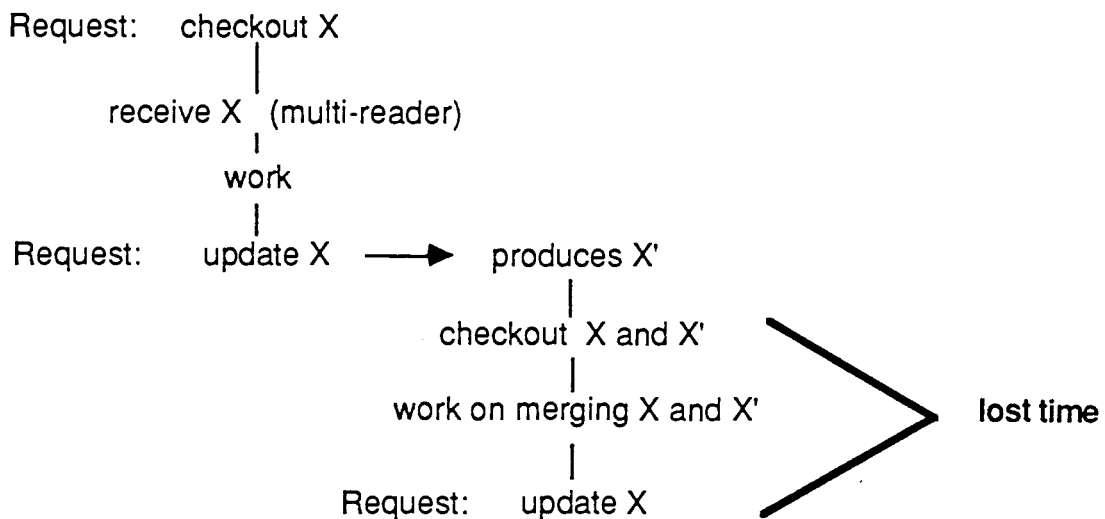 Request: checkout X
receive X (multi-reader)
work
Request: update X produces X'
checkout X and X'
work on merging X and X'
lost time
Request: update X